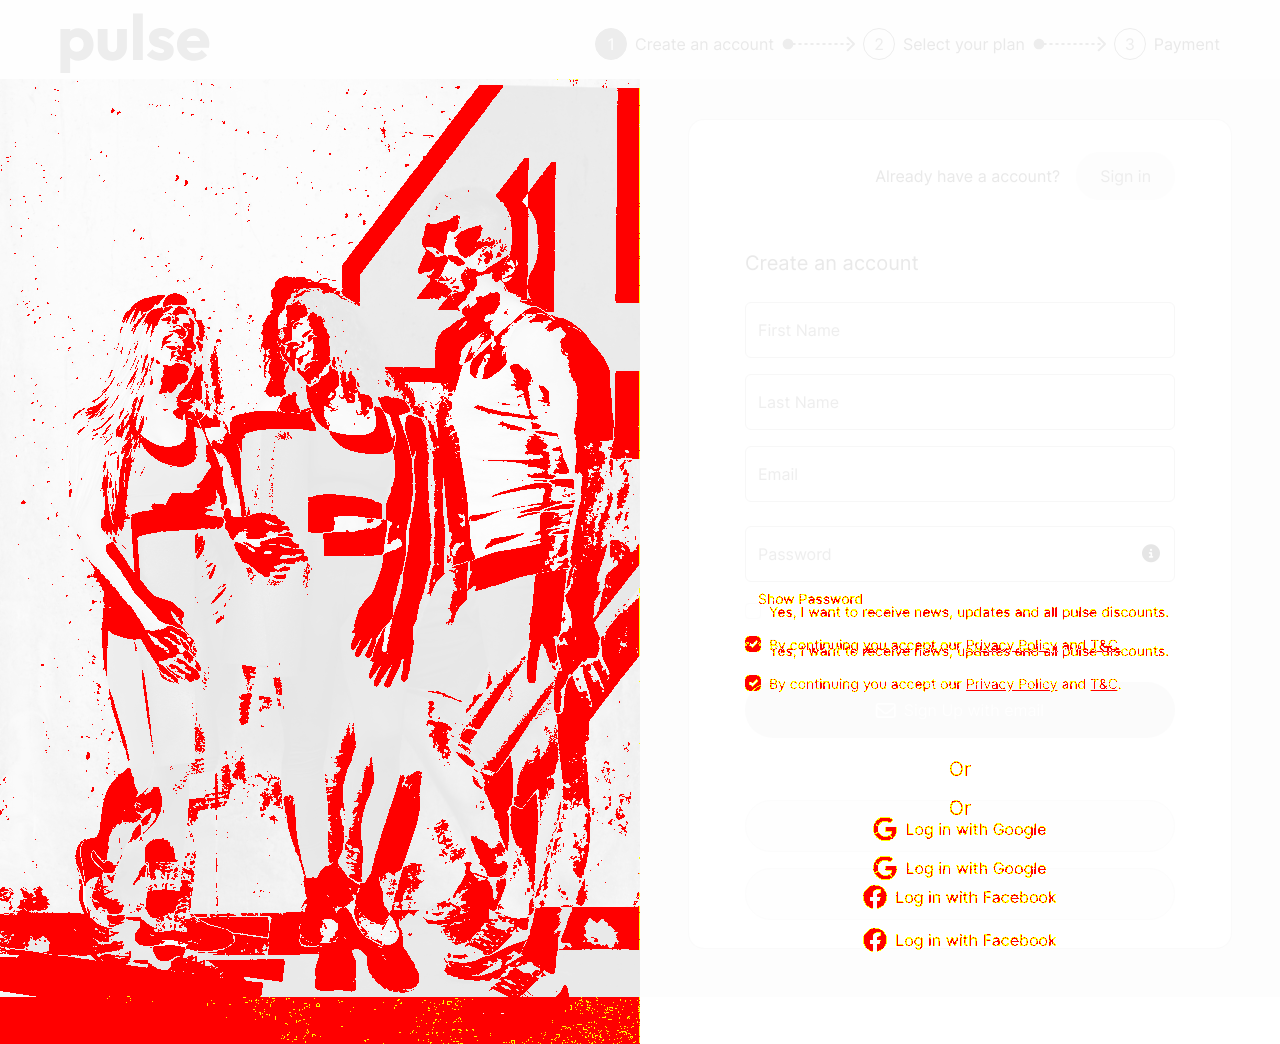 pulse
1 Create an account 2 Select your plan 3 Payment
Already have a account? Sign In
Create an account
First Name
Last Name
Email
Password
Show Password
Yes, I want to receive news, updates and all pulse discounts.
By continuing you accept our Privacy Policy and T&C.
Yes, I want to receive news, updates and all pulse discounts.
By continuing you accept our Privacy Policy and T&C.
Or
Or
Log in with Google
Log in with Google
Log in with Facebook
Log in with Facebook